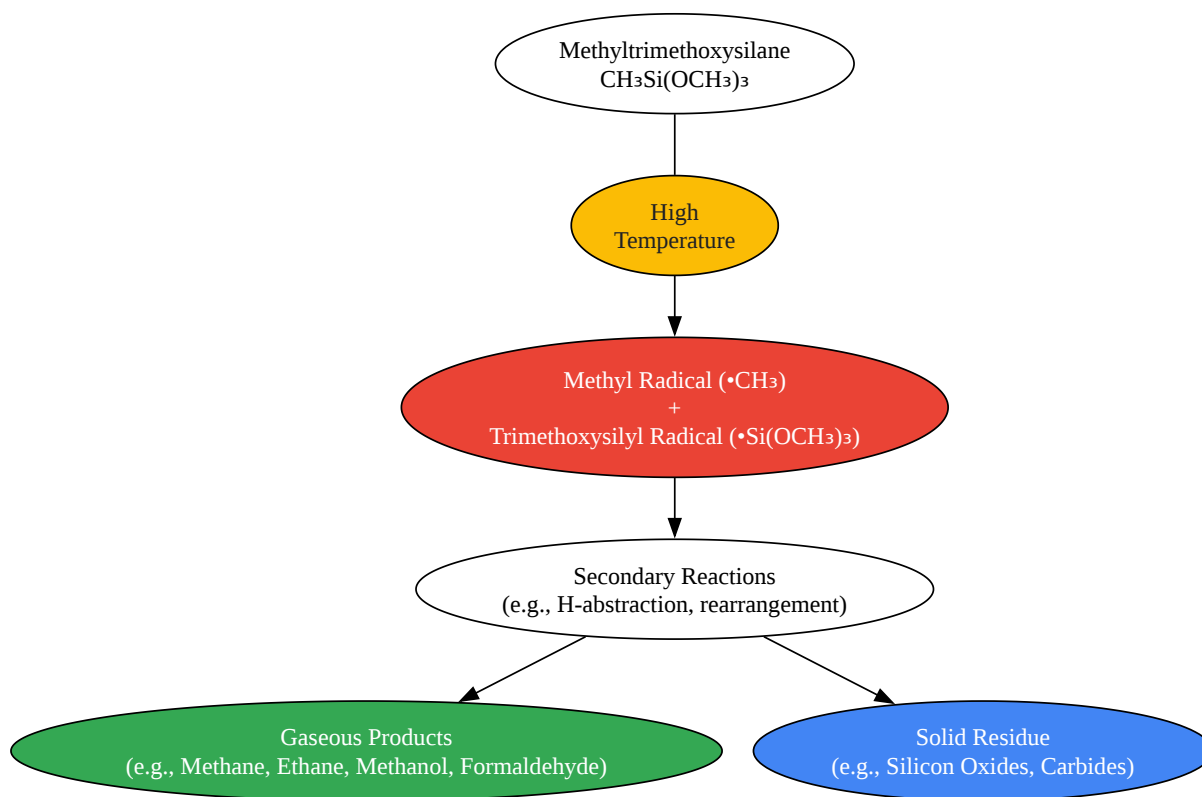 Methyltrimethoxysilane
CH₃Si(OCH₃)₃
High
Temperature
Methyl Radical (•CH₃)
+
Trimethoxysilyl Radical (•Si(OCH₃)₃)
Secondary Reactions
(e.g., H-abstraction, rearrangement)
Gaseous Products
(e.g., Methane, Ethane, Methanol, Formaldehyde)
Solid Residue
(e.g., Silicon Oxides, Carbides)